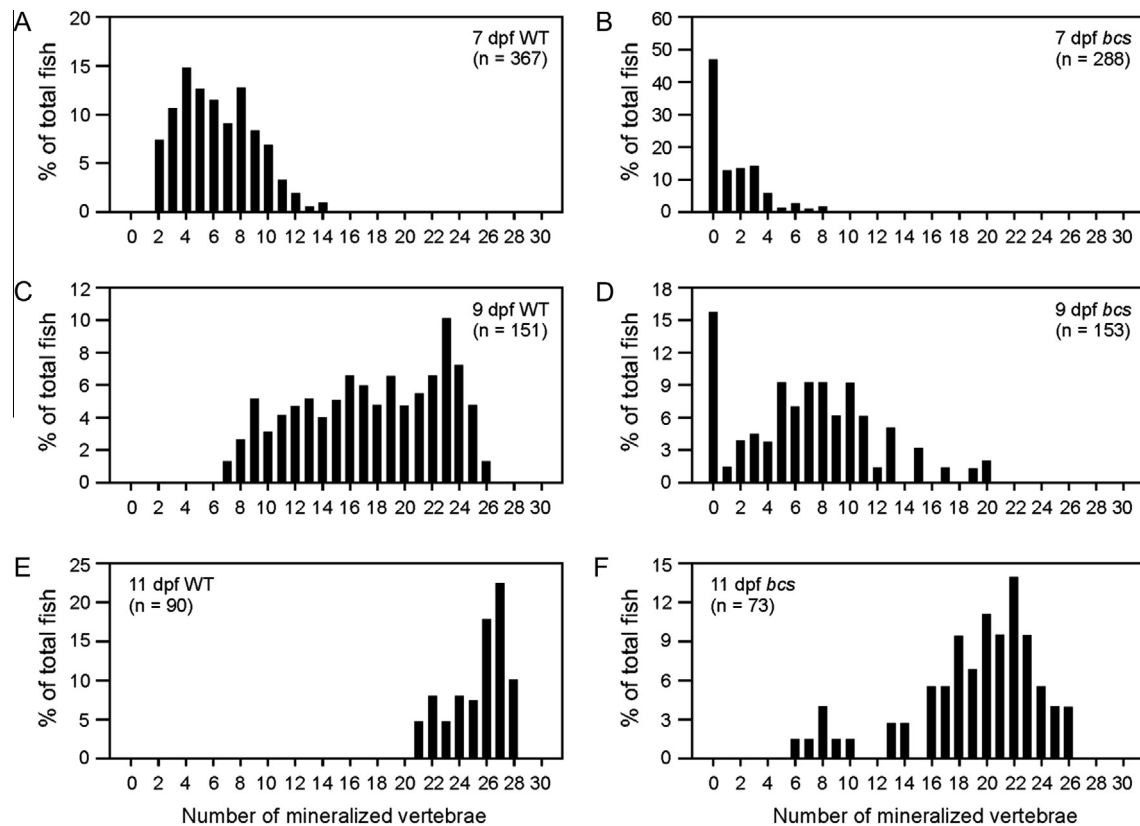 A
20
15
10
5
0
% of total fish
7 dpf WT
(n = 367)
0 2 4 6 8 10 12 14 16 18 20 22 24 26 28 30
B
60
50
40
30
20
10
0
% of total fish
7 dpf bcs
(n = 288)
0 2 4 6 8 10 12 14 16 18 20 22 24 26 28 30
C
12
10
8
6
4
2
0
% of total fish
9 dpf WT
(n = 151)
0 2 4 6 8 10 12 14 16 18 20 22 24 26 28 30
D
18
15
12
9
6
3
0
% of total fish
9 dpf bcs
(n = 153)
0 2 4 6 8 10 12 14 16 18 20 22 24 26 28 30
E
25
20
15
10
5
0
% of total fish
11 dpf WT
(n = 90)
0 2 4 6 8 10 12 14 16 18 20 22 24 26 28 30
Number of mineralized vertebrae
F
15
12
9
6
3
0
% of total fish
11 dpf bcs
(n = 73)
0 2 4 6 8 10 12 14 16 18 20 22 24 26 28 30
Number of mineralized vertebrae